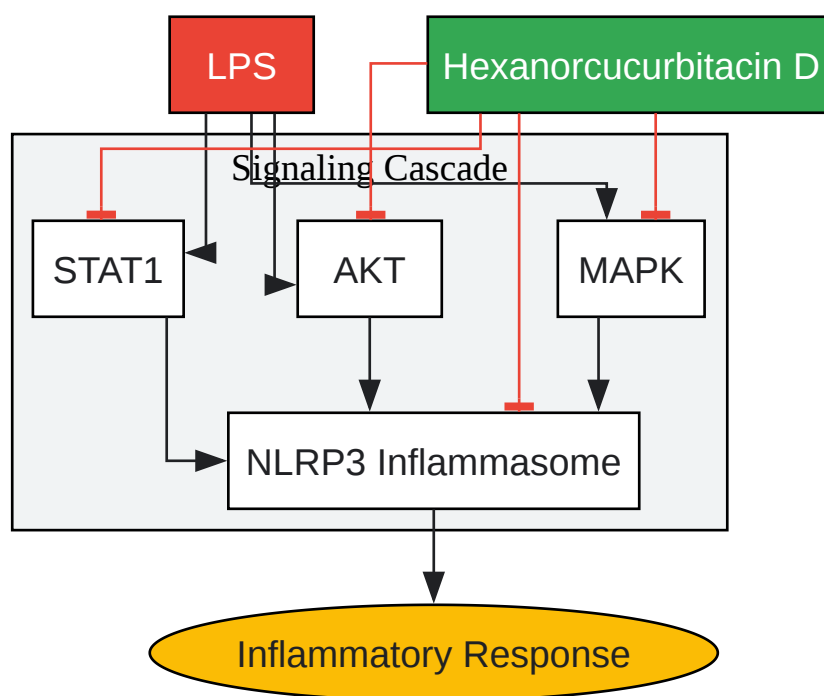 LPS
Hexanorcucurbitacin D
Signaling Cascade
STAT1
AKT
MAPK
NLRP3 Inflammasome
Inflammatory Response